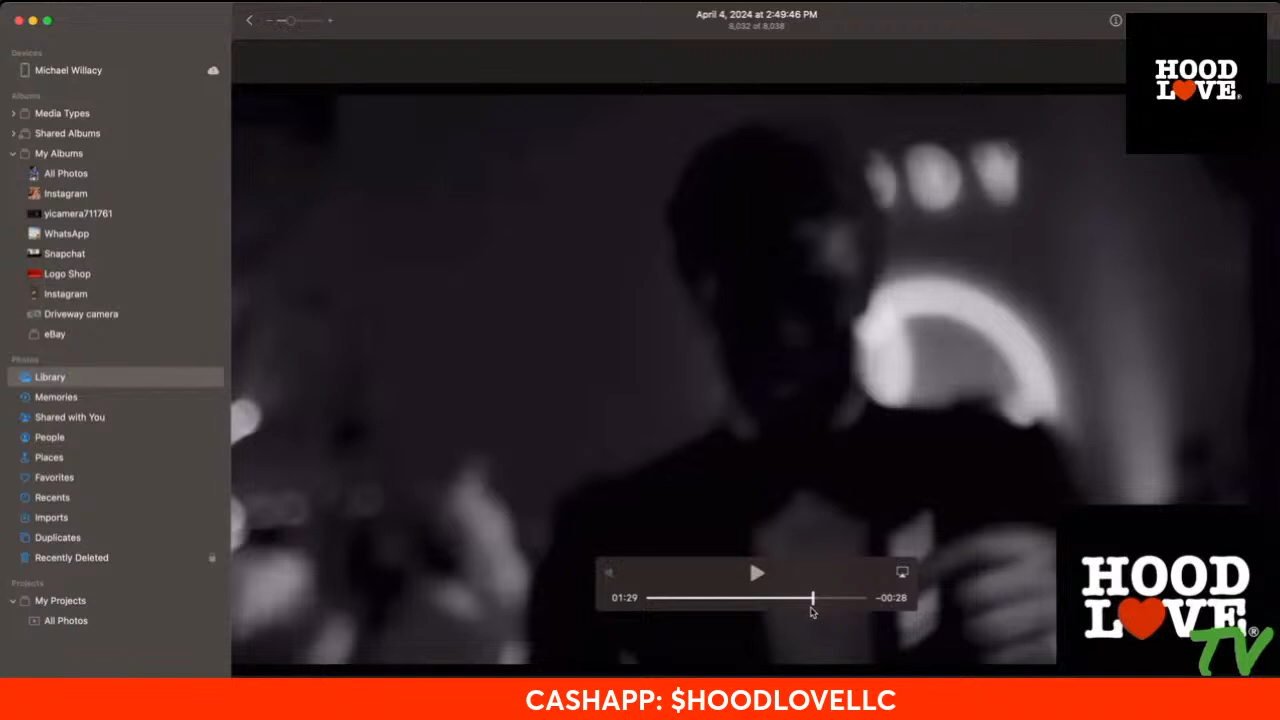 April 4, 2024 at 2:49:46 PM
8,032 of 8,038
Devices
Michael Willacy
Albums
Media Types
Shared Albums
My Albums
All Photos
Instagram
yicamera711761
WhatsApp
Snapchat
Logo Shop
Instagram
Driveway camera
eBay
Photos
Library
Memories
Shared with You
People
Places
Favorites
Recents
Imports
Duplicates
Recently Deleted
Projects
My Projects
All Photos
HOOD
LOVE®
01:29
-00:28
HOOD
LOVE®
TV
CASHAPP: $HOODLOVELLC